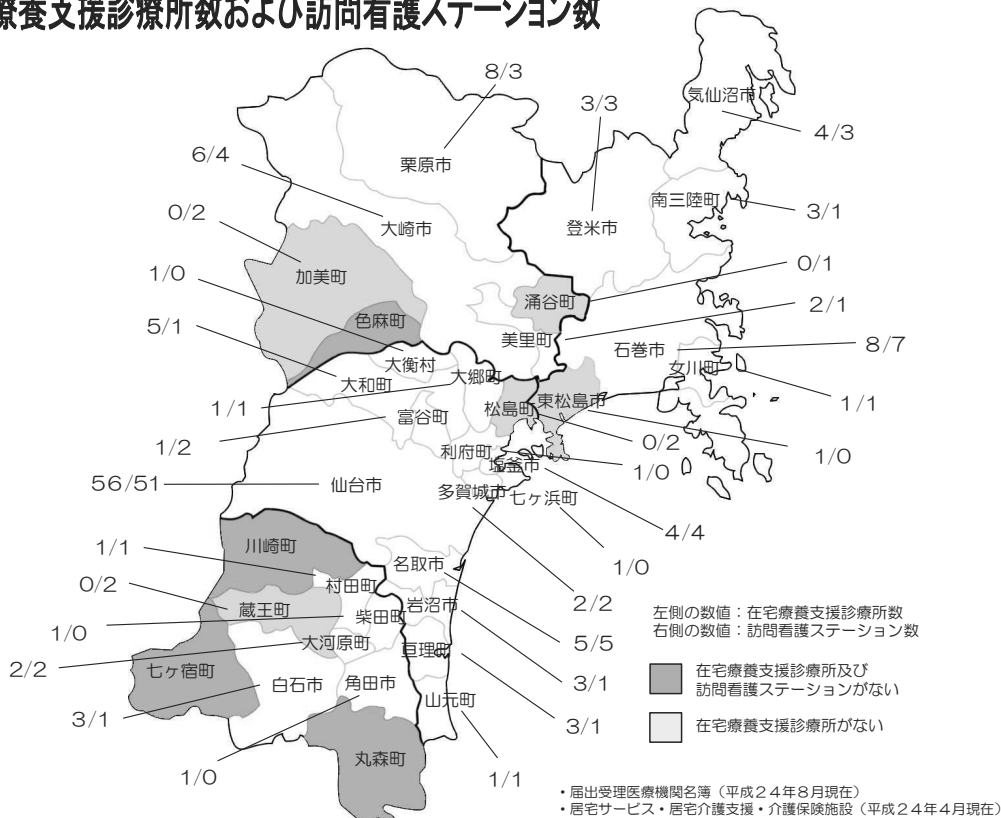 療養支援診療所数および訪問看護ステーション数
8/3
気仙沼市
3/3
4/3
6/4
栗原市
南三陸町
0/2
大崎市
登米市
3/1
1/0
加美町
0/1
涌谷町
2/1
5/1
色麻町
美里町
石巻市
8/7
大衡村
女川町
大和町
大郷町
1/1
松島町
東松島市
1/1
富谷町
1/2
0/2
利府町
1/0
1/0
塩釜市
56/51
仙台市
多賀城市
七ヶ浜町
4/4
川崎町
1/1
名取市
1/0
村田町
0/2
蔵王町
岩沼市
2/2
左側の数値：在宅療養支援診療所数
1/0
柴田町
右側の数値：訪問看護ステーション数
大河原町
亘理町
5/5
2/2
七ヶ宿町
在宅療養支援診療所及び
訪問看護ステーションがない
白石市
角田市
3/1
山元町
3/1
3/1
在宅療養支援診療所がない
丸森町
1/0
1/1
・届出受理医療機関名簿（平成２４年８月現在）
・居宅サービス・居宅介護支援・介護保険施設（平成２４年４月現在）